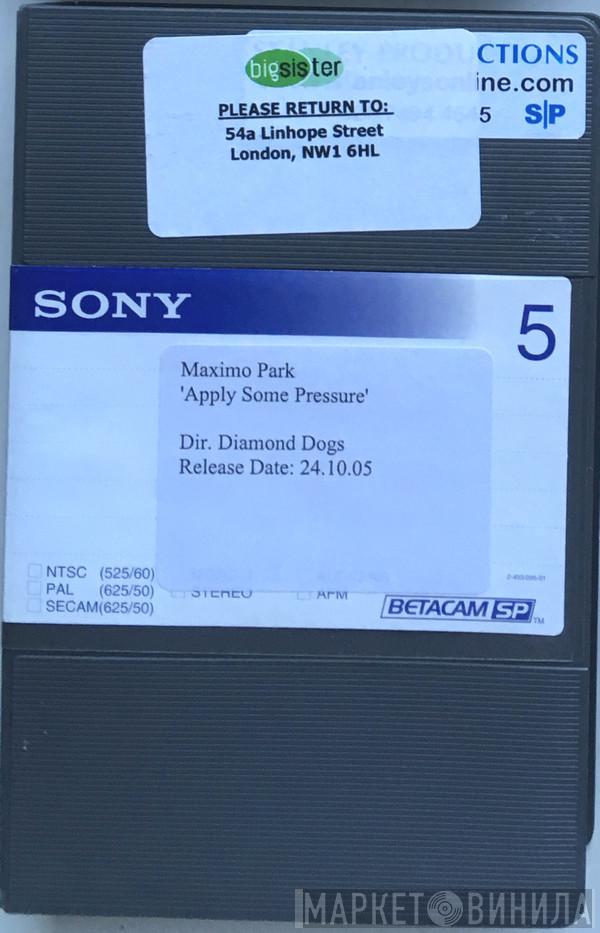 bigsister
PLEASE RETURN TO:
54a Linhope Street
London, NW1 6HL
CTIONS
ine.com
5 S|P
SONY
5
Maximo Park
'Apply Some Pressure'
Dir. Diamond Dogs
Release Date: 24.10.05
NTSC (525/60)
PAL (625/50)
SECAM(625/50)
STEREO
AFM
BETACAM SP TM
МАРКЕТ ВИНИЛА